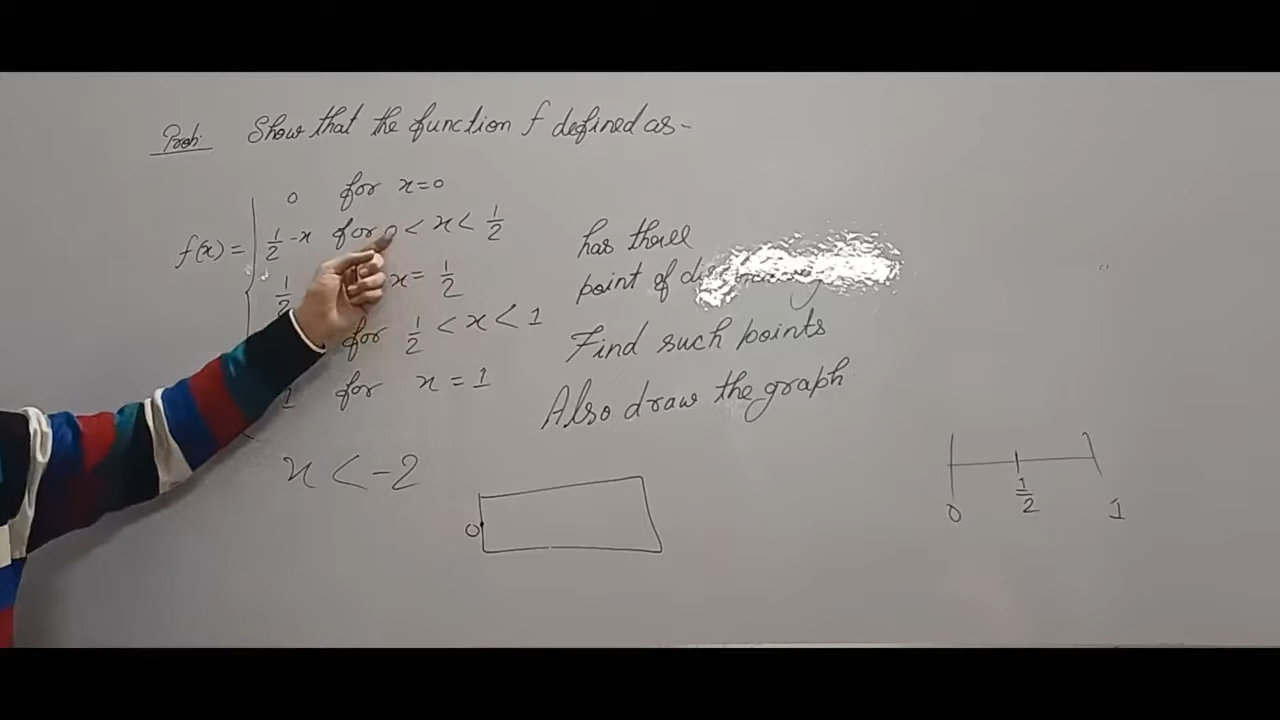 Prob: Show that the function f defined as-
0 for x=0
f(x) = 1/2 -x for 0 < x < 1/2
1/2 x = 1/2
for 1/2 < x < 1
1 for x = 1
has three
point of
Find such points
Also draw the graph
x < -2
0
0 1/2 1